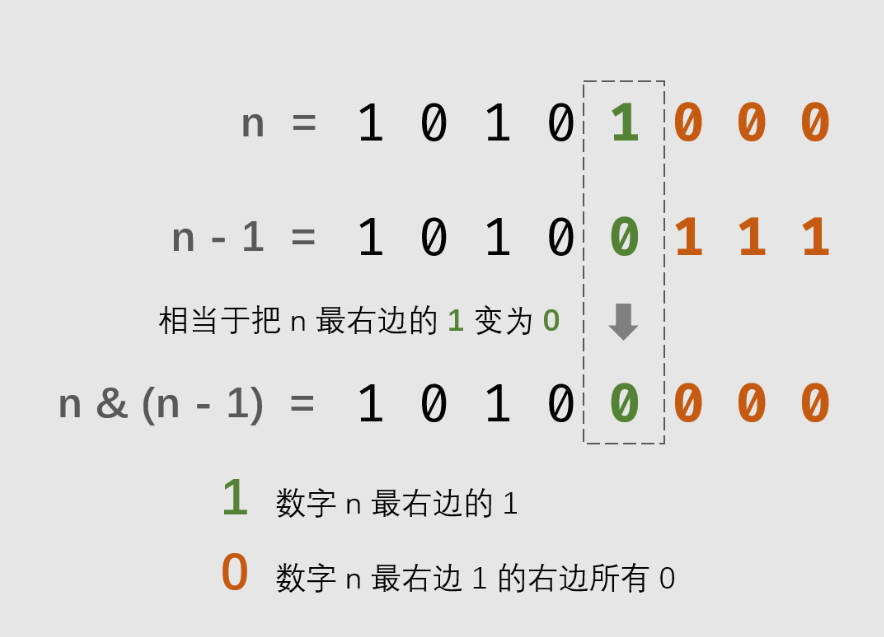 n = 1 0 1 0 1 0 0 0
n - 1 = 1 0 1 0 0 1 1 1
相当于把 n 最右边的 1 变为 0
n & (n - 1) = 1 0 1 0 0 0 0 0
1 数字 n 最右边的 1
0 数字 n 最右边 1 的右边所有 0